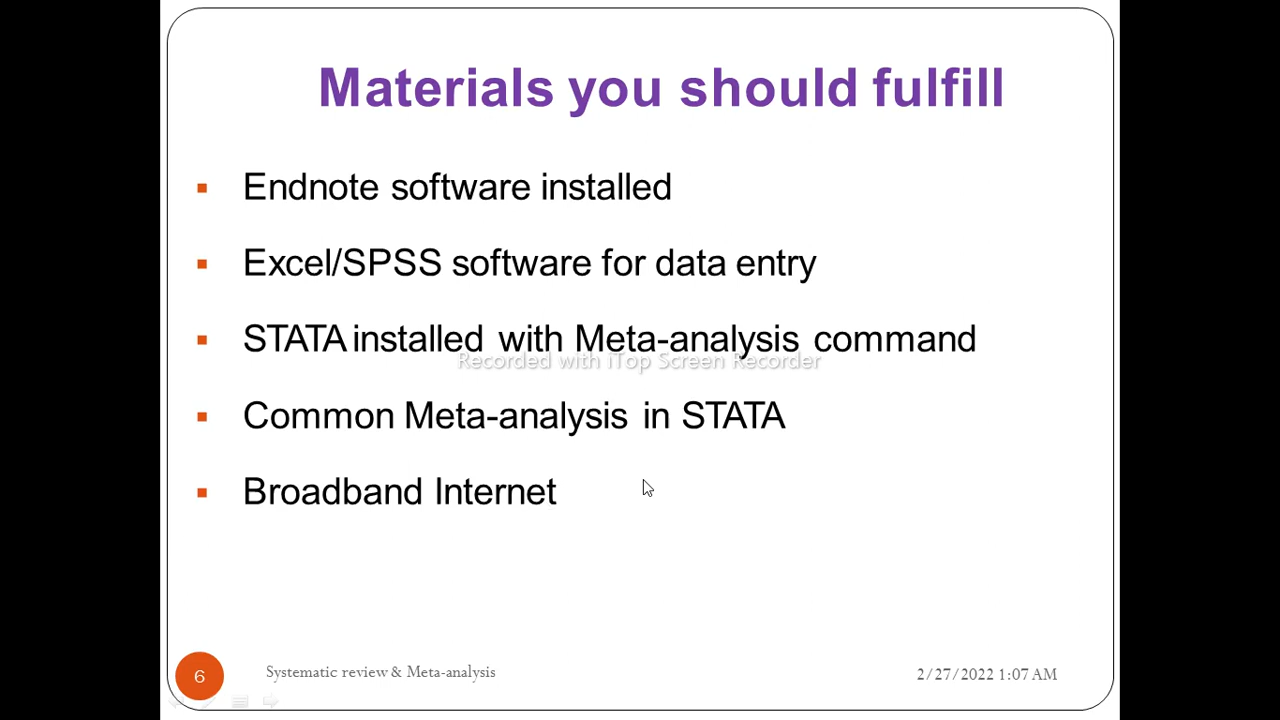 Materials you should fulfill
Endnote software installed
Excel/SPSS software for data entry
STATA installed with Meta-analysis command
Recorded with iTop Screen Recorder
Common Meta-analysis in STATA
Broadband Internet
6
Systematic review & Meta-analysis
2/27/2022 1:07 AM